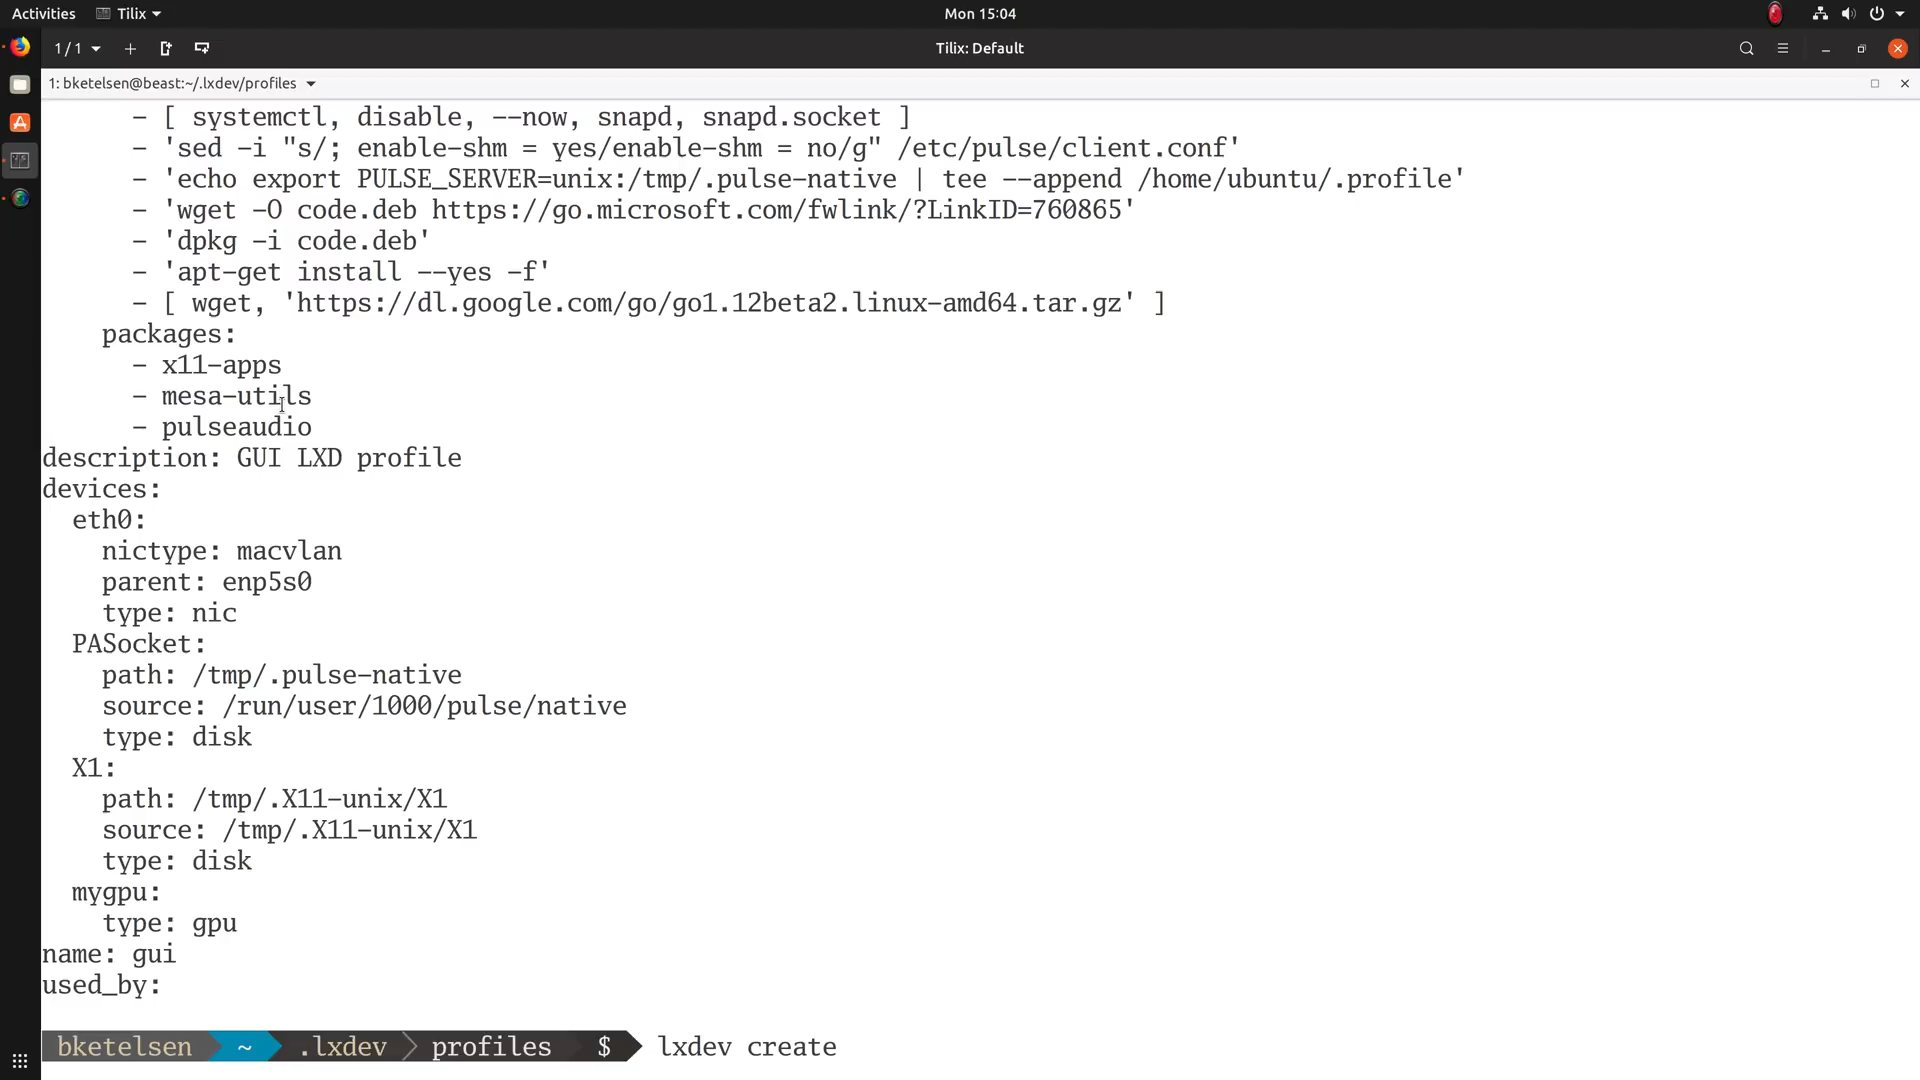 Activities Tilix Mon 15:04
1 / 1 Tilix: Default
1: bketelsen@beast:~/.lxdev/profiles
- [ systemctl, disable, --now, snapd, snapd.socket ]
- 'sed -i "s/; enable-shm = yes/enable-shm = no/g" /etc/pulse/client.conf'
- 'echo export PULSE_SERVER=unix:/tmp/.pulse-native | tee --append /home/ubuntu/.profile'
- 'wget -O code.deb https://go.microsoft.com/fwlink/?LinkID=760865'
- 'dpkg -i code.deb'
- 'apt-get install --yes -f'
- [ wget, 'https://dl.google.com/go/go1.12beta2.linux-amd64.tar.gz' ]
packages:
- x11-apps
- mesa-utils
- pulseaudio
description: GUI LXD profile
devices:
eth0:
nictype: macvlan
parent: enp5s0
type: nic
PASocket:
path: /tmp/.pulse-native
source: /run/user/1000/pulse/native
type: disk
X1:
path: /tmp/.X11-unix/X1
source: /tmp/.X11-unix/X1
type: disk
mygpu:
type: gpu
name: gui
used_by:
bketelsen ~ .lxdev profiles $ lxdev create